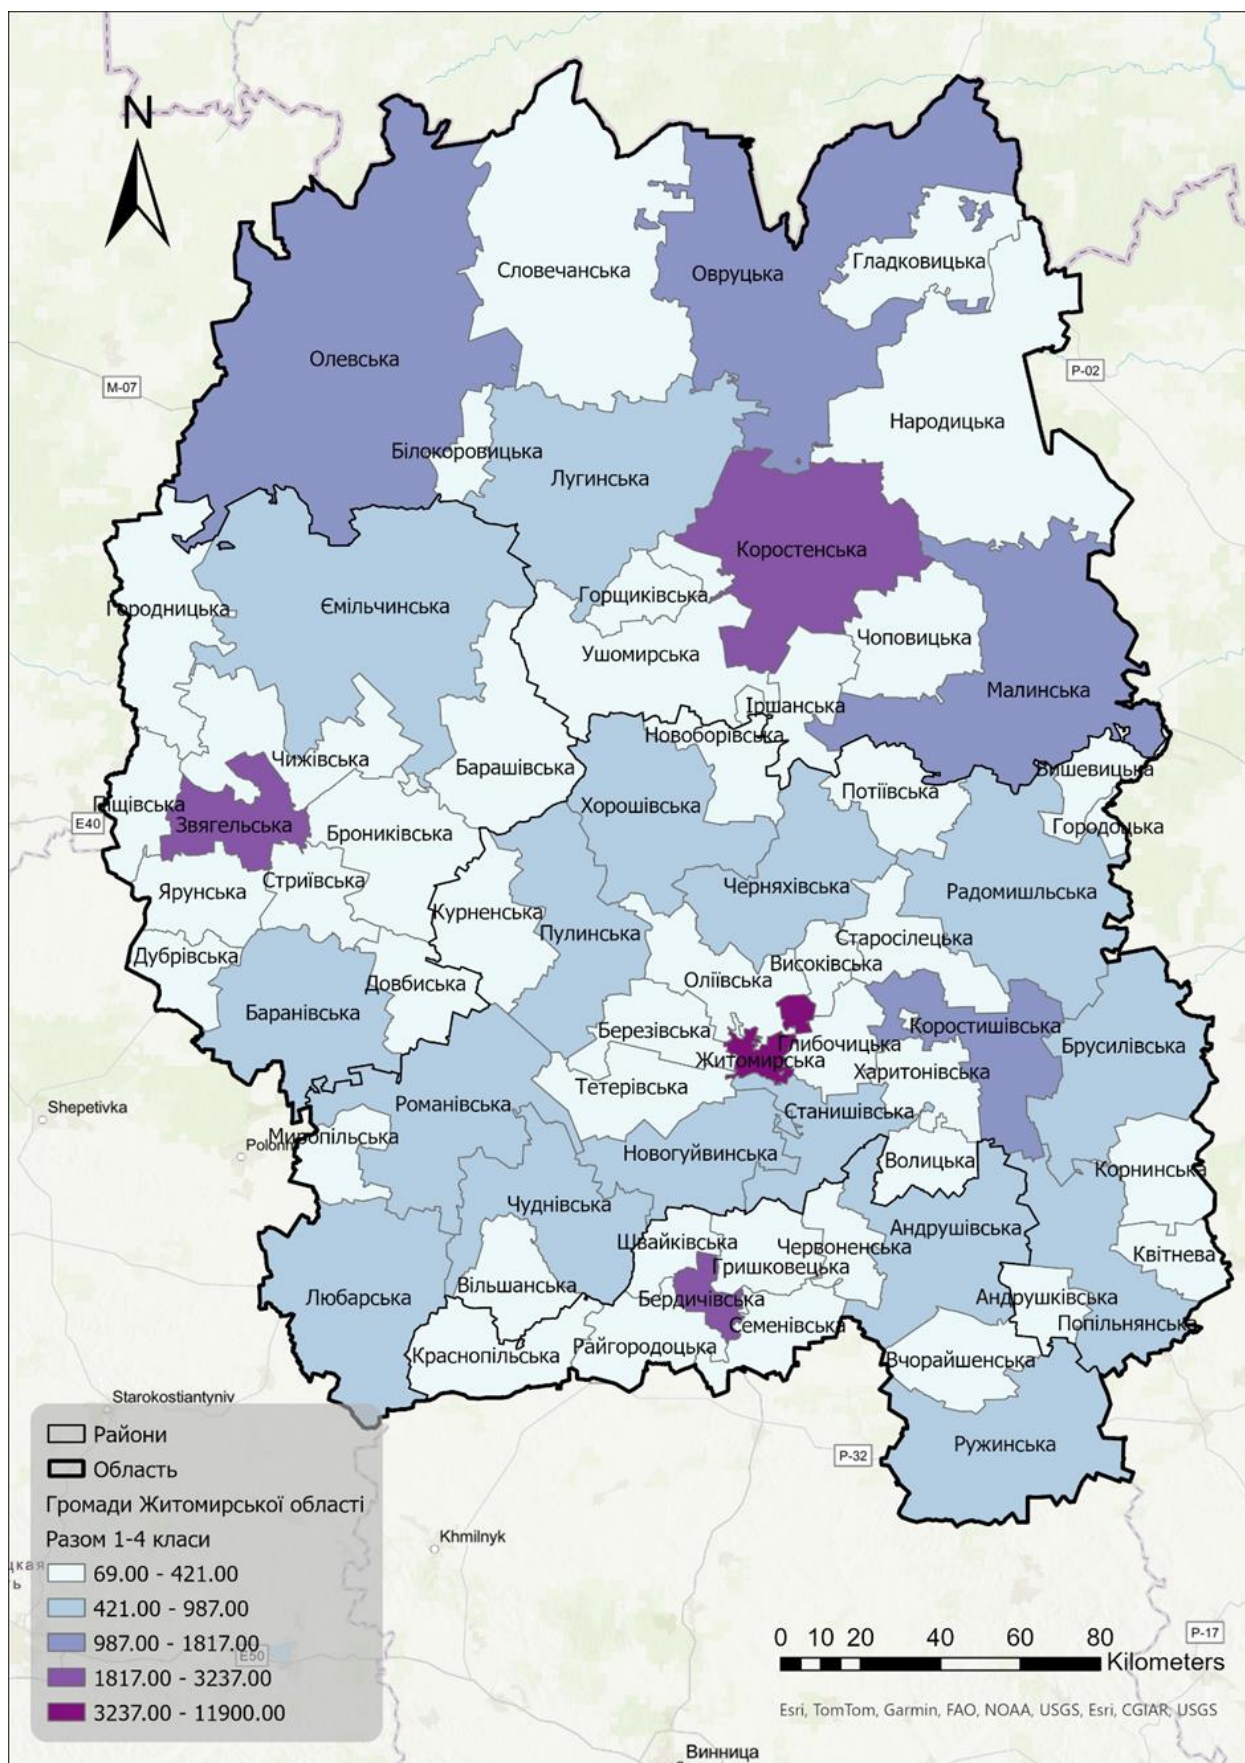 N
Словечанська
Гладковицька
Овруцька
Олевська
М-07
Р-02
Народицька
Білокоровицька
Лугинська
Коростенська
Горщиківська
Городницька
Ємільчинська
Чоповицька
Ушомирська
Малинська
Іршанська
Новоборівська
Чижівська
Барашівська
Вишевицька
Потіївська
Піщівська
Хорошівська
E40
Звягельська
Брониківська
Городоцька
Стриївська
Черняхівська
Ярунська
Радомишльська
Курненська
Пулинська
Старосілецька
Дубрівська
Високівська
Довбиська
Оліївська
Баранівська
Березівська
Коростишівська
Глибочицька
Брусилівська
Житомирська
Харитонівська
Тетерівська
Романівська
Shepetivka
Станишівська
Миропільська
Polonn
Новогуйвинська
Волицька
Корнинська
Чуднівська
Андрушівська
Швайківська
Червоненська
Квітнева
Гришковецька
Вільшанська
Любарська
Бердичівська
Андрушківська
Семенівська
Попільнянська
Райгородоцька
Краснопільська
Вчорайшенська
Starokostiantyniv
Ружинська
Р-32
Райони
Область
Громади Житомирської області
Разом 1-4 класи
69.00 - 421.00
421.00 - 987.00
987.00 - 1817.00
1817.00 - 3237.00
3237.00 - 11900.00
E50
Khmilnyk
цкая
ь
0 10 20 40 60 80
Kilometers
Р-17
Esri, TomTom, Garmin, FAO, NOAA, USGS, Esri, CGIAR, USGS
Винница